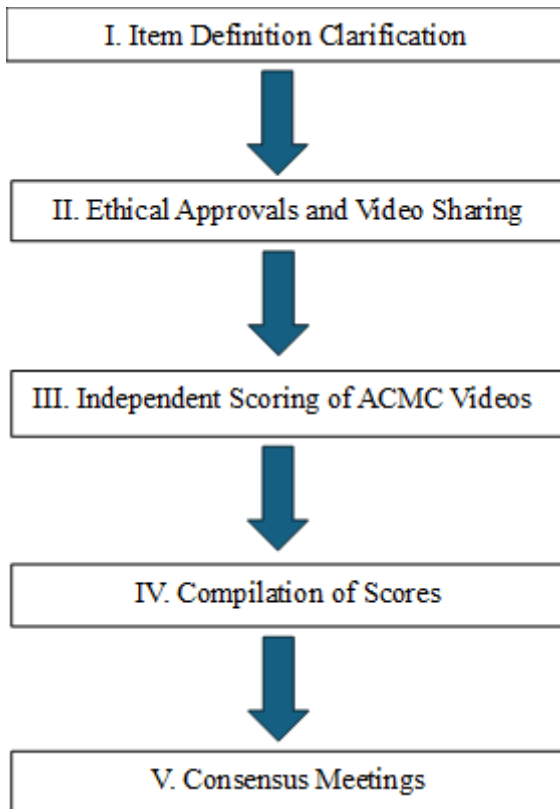 I. Item Definition Clarification
II. Ethical Approvals and Video Sharing
III. Independent Scoring of ACMC Videos
IV. Compilation of Scores
V. Consensus Meetings